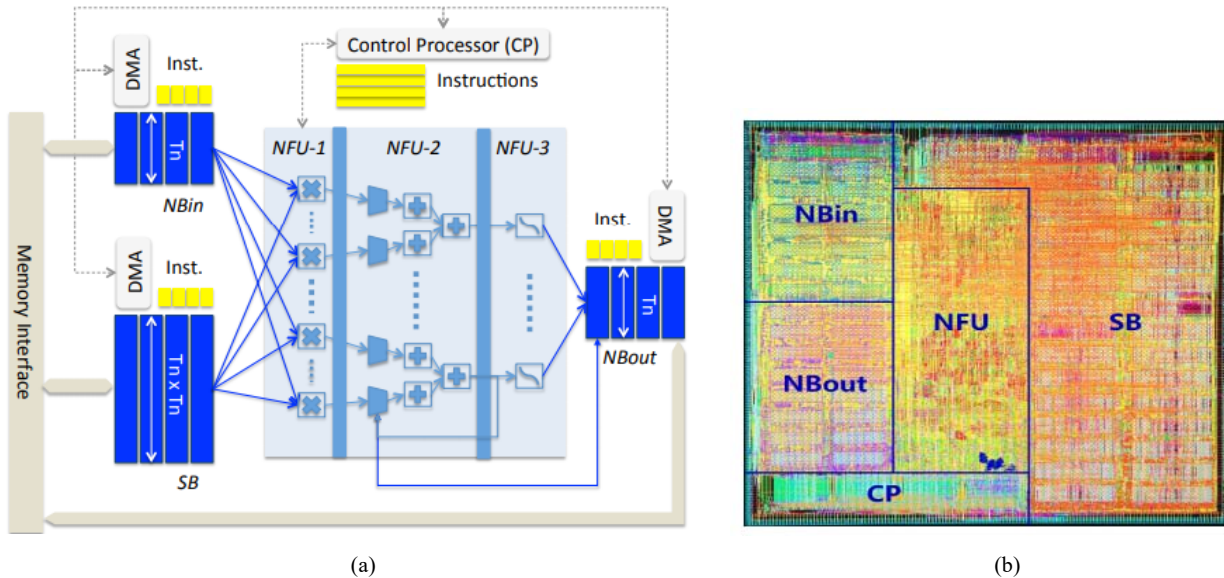 Control Processor (CP)
Instructions
DMA
Inst.
Tn
NBin
DMA
Inst.
Tn x Tn
SB
Memory Interface
NFU-1
NFU-2
NFU-3
Inst.
DMA
Tn
NBout
(a)
NBin
NFU
SB
NBout
CP
(b)